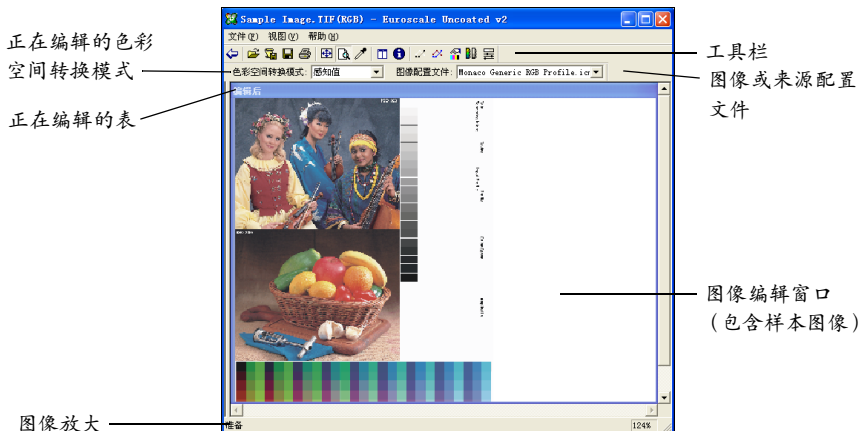 Sample Image.TIF(RGB) - Euroscale Uncoated v2
文件(F) 视图(V) 帮助(H)
色彩空间转换模式: 感知值 图像配置文件: Monaco Generic RGB Profile.icm
编辑后
正在编辑的色彩
空间转换模式
正在编辑的表
图像放大
工具栏
图像或来源配置
文件
图像编辑窗口
(包含样本图像)
准备 124%